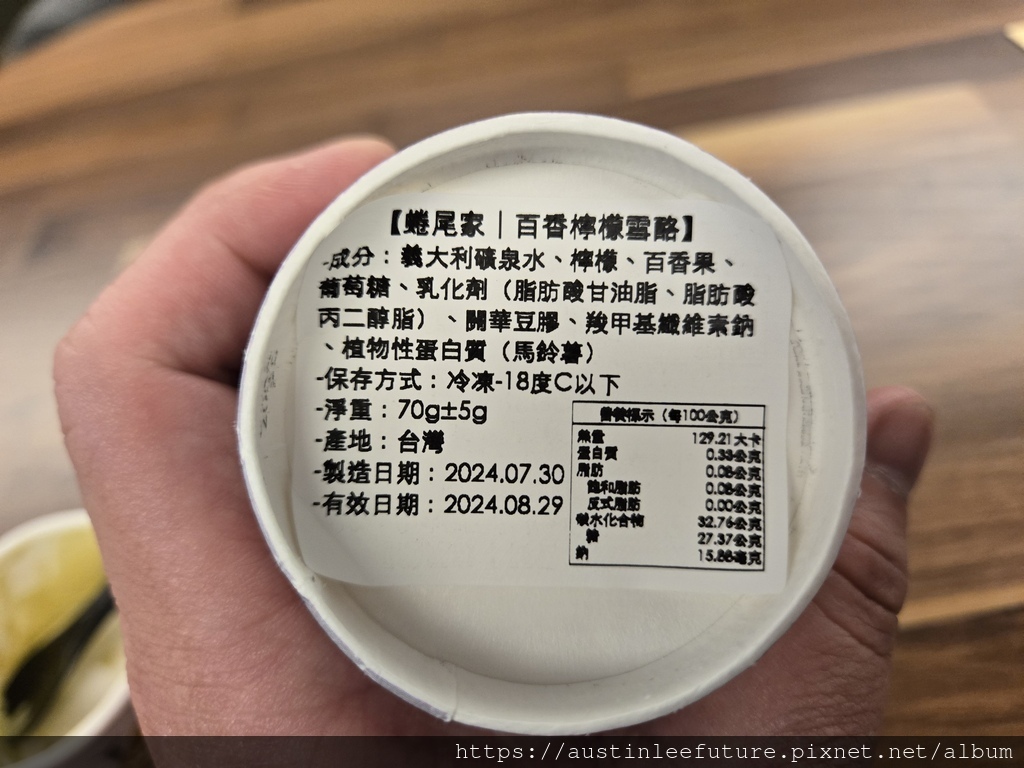 【蜷尾家｜百香檸檬雪酪】
-成分：義大利礦泉水、檸檬、百香果、
葡萄糖、乳化劑（脂肪酸甘油脂、脂肪酸
丙二醇脂）、關華豆膠、羧甲基纖維素鈉
、植物性蛋白質（馬鈴薯）
-保存方式：冷凍-18度C以下
-淨重：70g±5g
-產地：台灣
-製造日期：2024.07.30
-有效日期：2024.08.29
營養標示（每100公克）
熱量 129.21大卡
蛋白質 0.33公克
脂肪 0.08公克
飽和脂肪 0.08公克
反式脂肪 0.00公克
碳水化合物 32.76公克
糖 27.37公克
鈉 15.88毫克
https://austinleefuture.pixnet.net/album